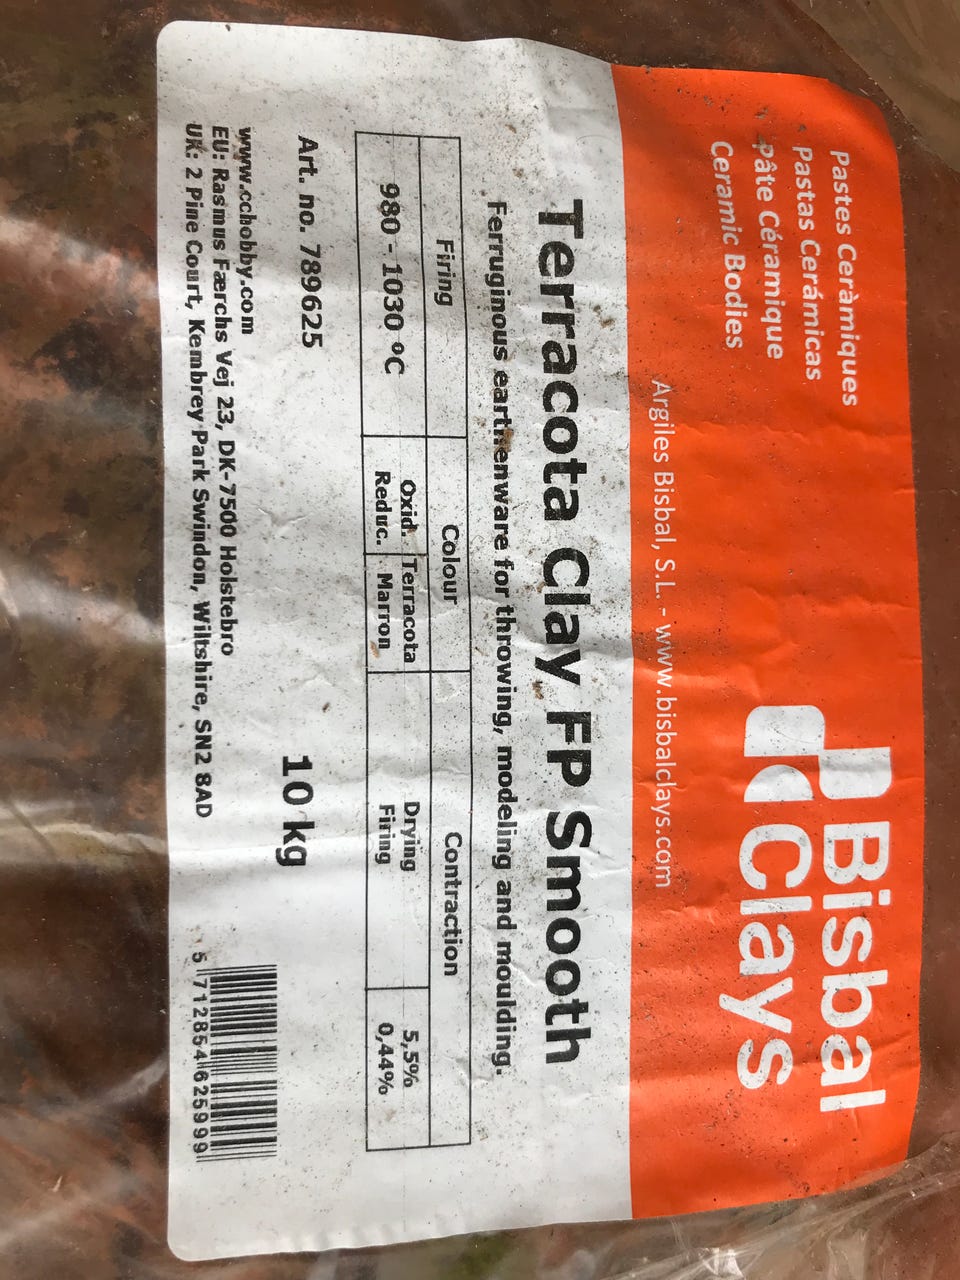 Pastes Ceràmiques
Pastas Cerámicas
Pâte Céramique
Ceramic Bodies
Bisbal
Clays
Argiles Bisbal, S.L. - www.bisbalclays.com
Terracota Clay FP Smooth
Ferruginous earthenware for throwing, modeling and moulding.
Firing Colour Contraction
980 - 1030 ºC Oxid. Terracota Drying 5,5%
Reduc. Marron Firing 0,44%
Art. no. 789625 10 kg
www.cchobby.com
EU: Rasmus Færchs Vej 23, DK-7500 Holstebro
UK: 2 Pine Court, Kembrey Park Swindon, Wiltshire, SN2 8AD
5 712854 625999